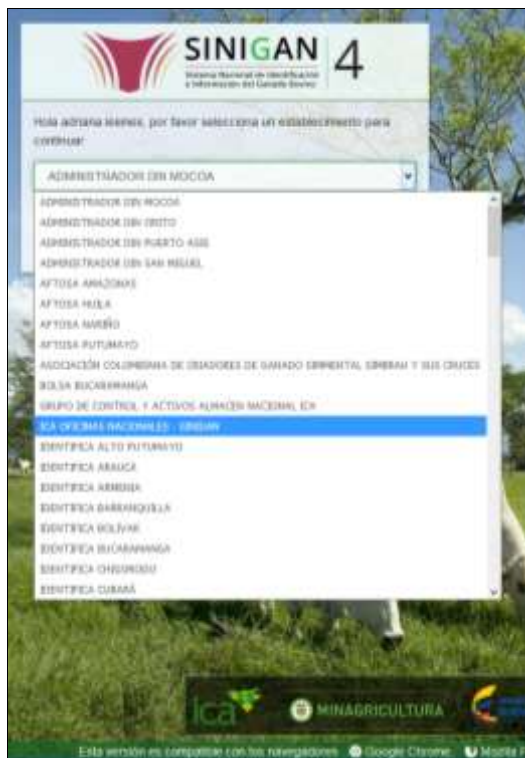 SINIGAN 4
Sistema Nacional de Identificación
e Información del Ganado Bovino
Hola adriana, por favor selecciona un establecimiento para
continuar:
ADMINISTRADOR DIN MOCOA
ADMINISTRADOR DIN MOCOA
ADMINISTRADOR DIN ORITO
ADMINISTRADOR DIN PUERTO ASIS
ADMINISTRADOR DIN SAN MIGUEL
AFTOSA AMAZONAS
AFTOSA HUILA
AFTOSA NARIÑO
AFTOSA PUTUMAYO
ASOCIACIÓN COLOMBIANA DE CRIADORES DE GANADO SIMMENTAL, SIMBRAH Y SUS CRUCES
BOLSA BUCARAMANGA
GRUPO DE CONTROL Y ACTIVOS ALMACEN NACIONAL ICA
ICA OFICINAS NACIONALES - SINIGAN
IDENTIFICA ALTO PUTUMAYO
IDENTIFICA ARAUCA
IDENTIFICA ARMENIA
IDENTIFICA BARRANQUILLA
IDENTIFICA BOLÍVAR
IDENTIFICA BUCARAMANGA
IDENTIFICA CHIGORODO
IDENTIFICA CUBARÁ
ica MINAGRICULTURA
Esta versión es compatible con los navegadores Google Chrome Mozilla F